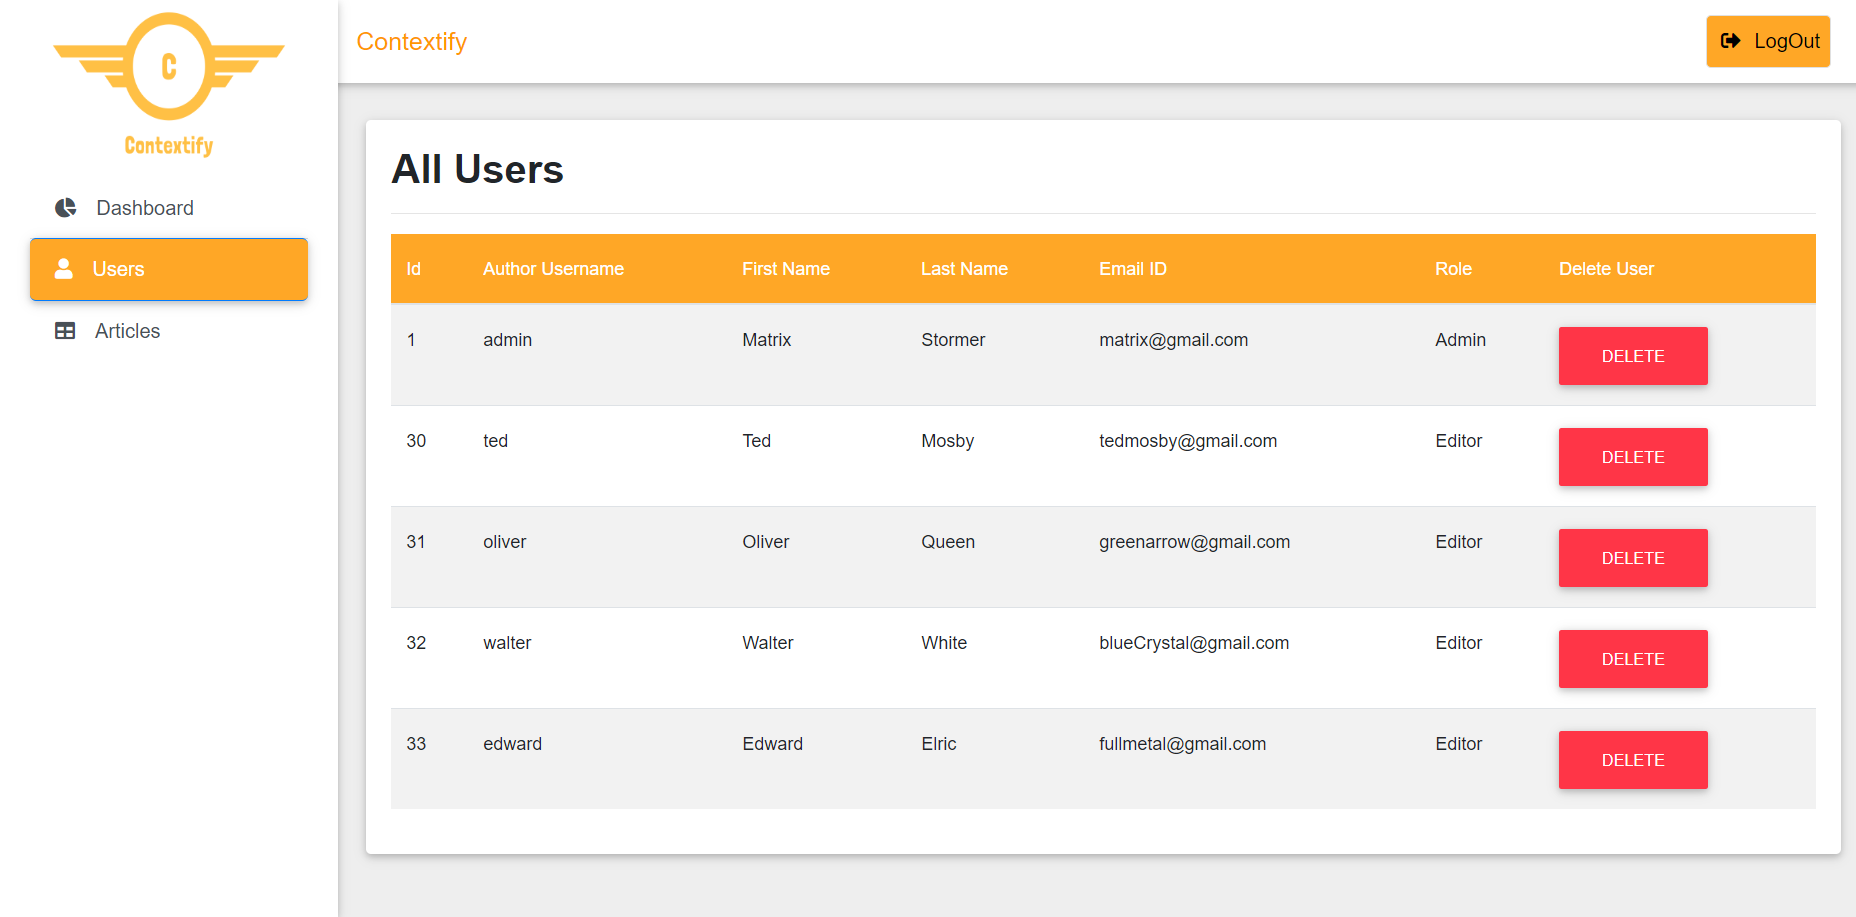 C
Contextify
Dashboard
Users
Articles
Contextify
LogOut
All Users
Id Author Username First Name Last Name Email ID Role Delete User
1 admin Matrix Stormer matrix@gmail.com Admin DELETE
30 ted Ted Mosby tedmosby@gmail.com Editor DELETE
31 oliver Oliver Queen greenarrow@gmail.com Editor DELETE
32 walter Walter White blueCrystal@gmail.com Editor DELETE
33 edward Edward Elric fullmetal@gmail.com Editor DELETE